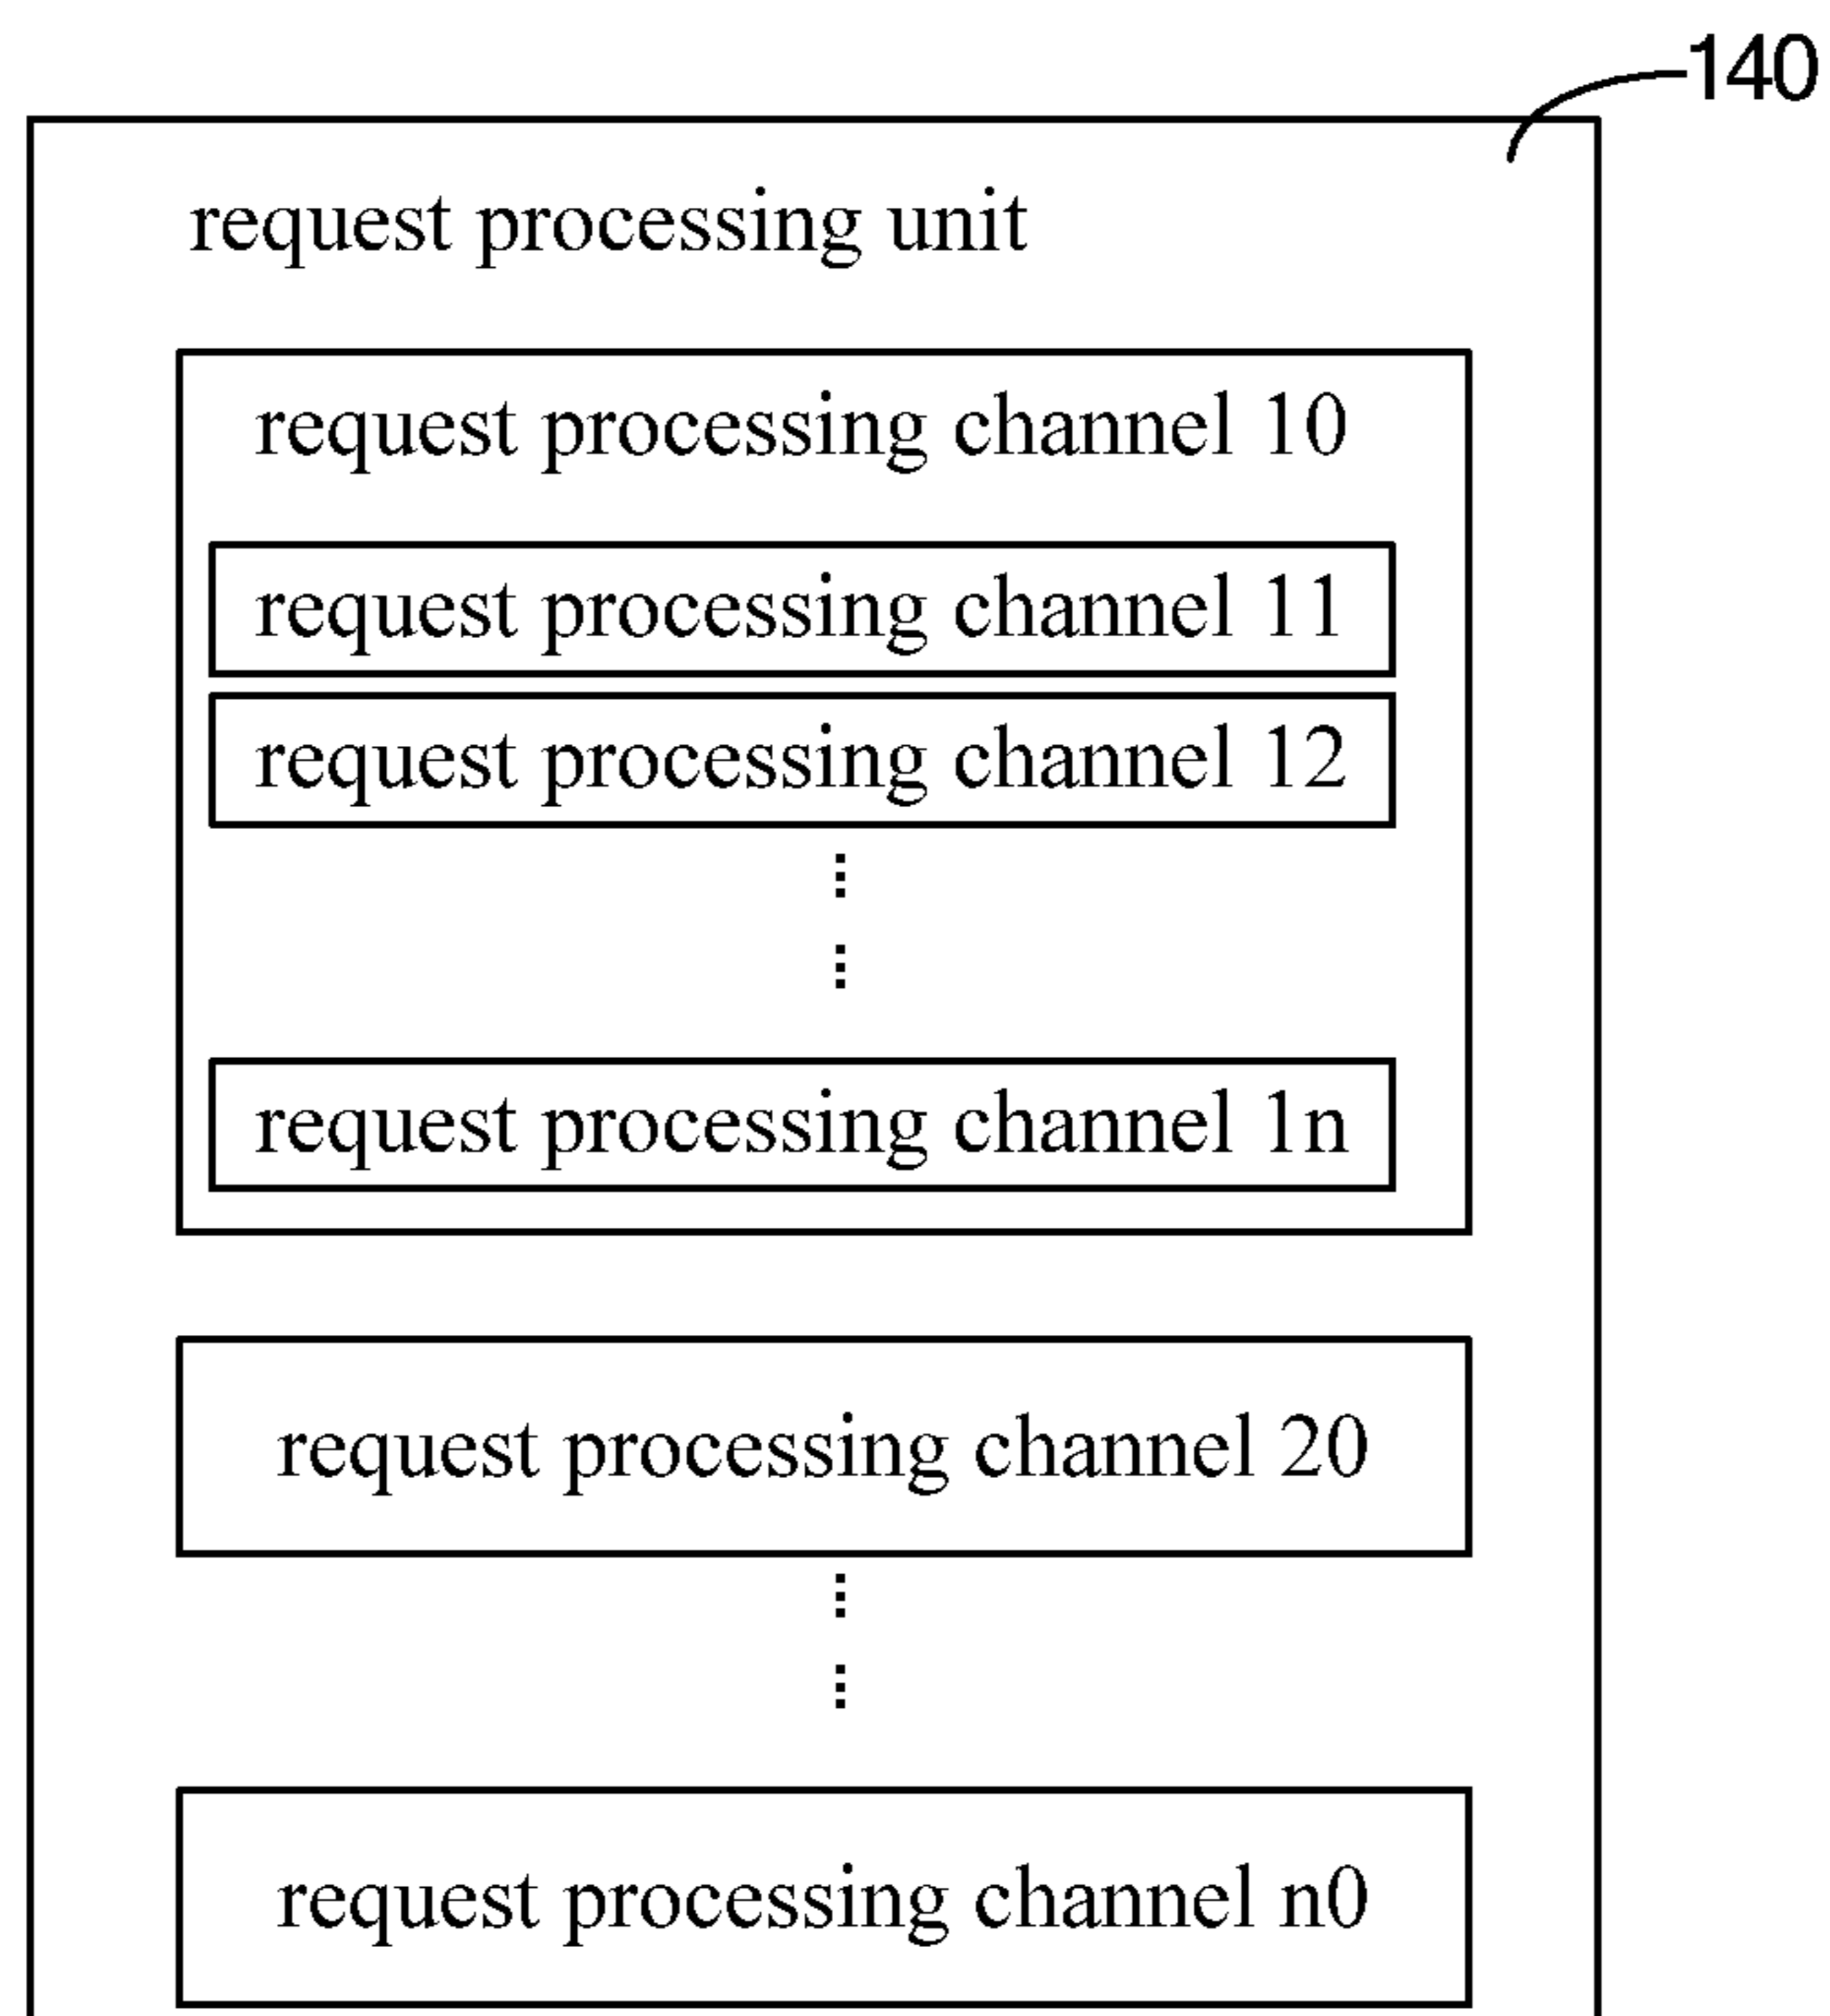 140
request processing unit
request processing channel 10
request processing channel 11
request processing channel 12
request processing channel 1n
request processing channel 20
request processing channel n0